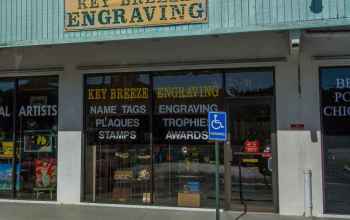 KEY BREEZE
ENGRAVING
KEY BREEZE ENGRAVING
NAME TAGS ENGRAVING
PLAQUES TROPHIES
STAMPS AWARDS
ARTISTS